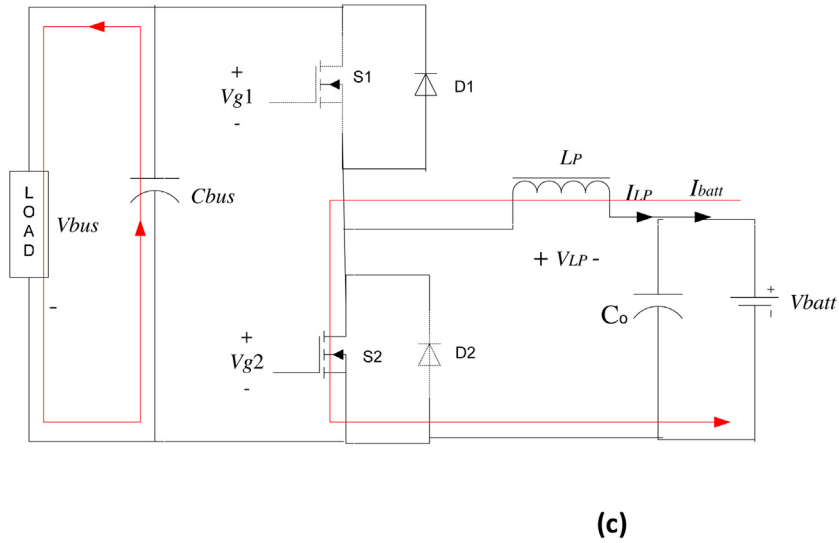 +
Vg1
-
S1
D1
L
O
A
D
Vbus
-
Cbus
LP
ILP
Ibatt
+ VLP -
Co
+
-
Vbatt
+
Vg2
-
S2
D2
(c)